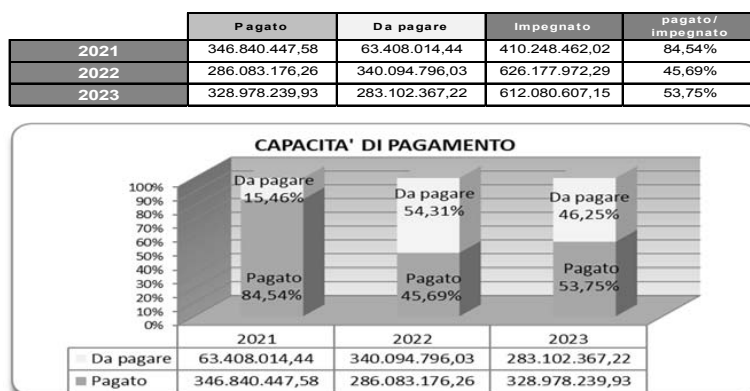 Pagato Da pagare Impegnato pagato/
impegnato
2021 346.840.447,58 63.408.014,44 410.248.462,02 84,54%
2022 286.083.176,26 340.094.796,03 626.177.972,29 45,69%
2023 328.978.239,93 283.102.367,22 612.080.607,15 53,75%
CAPACITA' DI PAGAMENTO
100%
90%
80%
70%
60%
50%
40%
30%
20%
10%
0%
Da pagare
15,46%
Pagato
84,54%
Da pagare
54,31%
Pagato
45,69%
Da pagare
46,25%
Pagato
53,75%
2021 2022 2023
Da pagare 63.408.014,44 340.094.796,03 283.102.367,22
Pagato 346.840.447,58 286.083.176,26 328.978.239,93